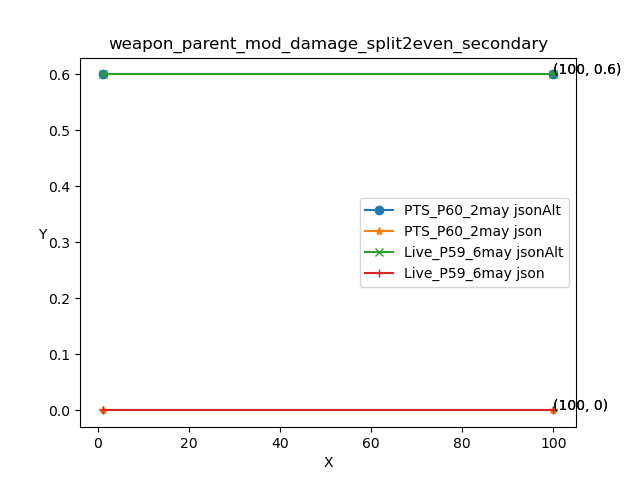 weapon_parent_mod_damage_split2even_secondary
0.6
0.5
0.4
0.3
0.2
0.1
0.0
Y
(100, 0.6)
PTS_P60_2may jsonAlt
PTS_P60_2may json
Live_P59_6may jsonAlt
Live_P59_6may json
(100, 0)
0
20
40
60
80
100
X